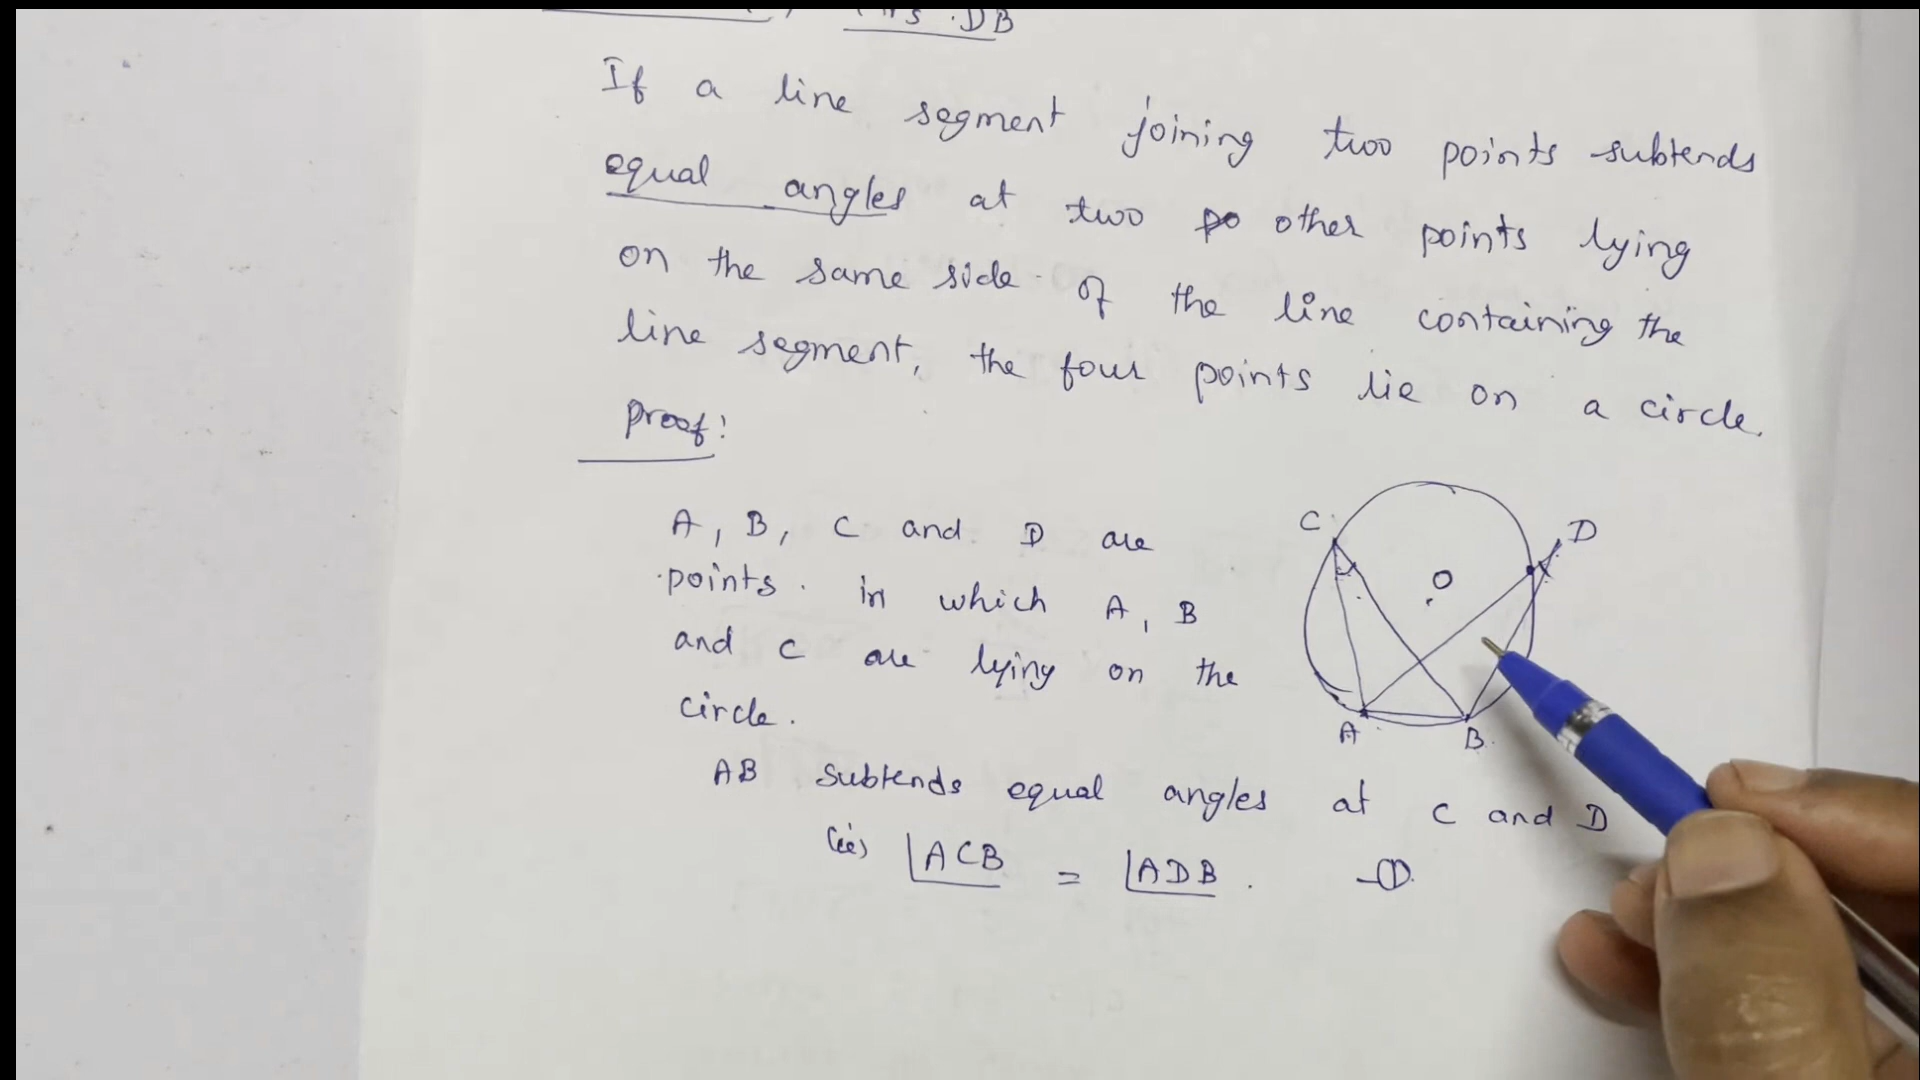 DB
If a line segment joining two points subtends
equal angles at two po other points lying
on the same side of the line containing the
line segment, the four points lie on a circle.
Proof:
A, B, C and D are
points in which A, B
and C are lying on the
circle.
C
D
O
A
B
AB subtends equal angles at C and D
(ie) ∠ACB = ∠ADB. —①